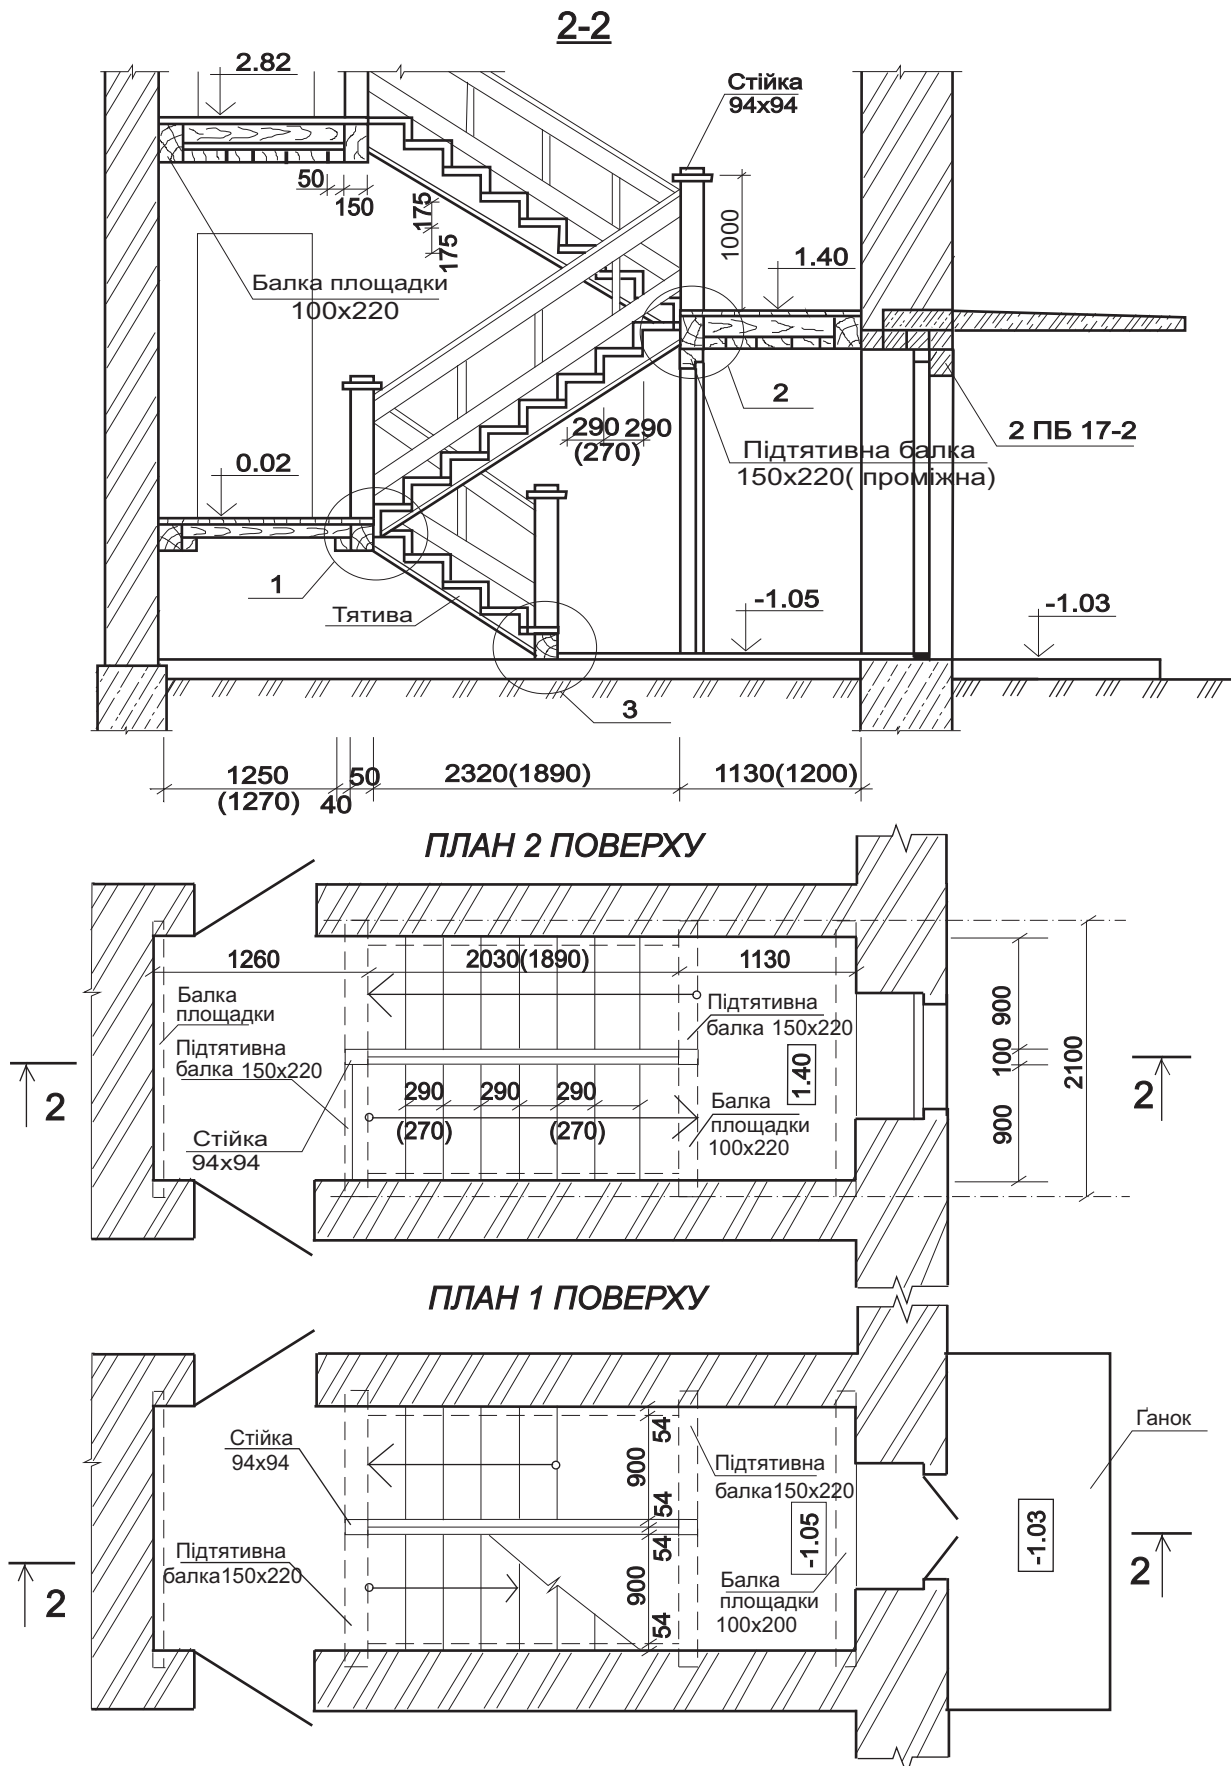 2-2
2.82
Стійка
94х94
50
150
175
175
1000
1.40
Балка площадки
100х220
2
290 290
(270)
2 ПБ 17-2
Підтятивна балка
150х220( проміжна)
0.02
1
Тятива
-1.05
-1.03
3
1250
(1270)
40
50
2320(1890)
1130(1200)
ПЛАН 2 ПОВЕРХУ
1260
2030(1890)
1130
Балка
площадки
Підтятивна
балка 150х220
Підтятивна
балка 150х220
900
100
900
2100
1.40
2
2
290
290
290
(270)
(270)
Стійка
94х94
Балка
площадки
100х220
ПЛАН 1 ПОВЕРХУ
Стійка
94х94
54
900
54
54
900
54
Підтятивна
балка150х220
Ґанок
-1.05
-1.03
Підтятивна
балка150х220
2
2
Балка
площадки
100х200